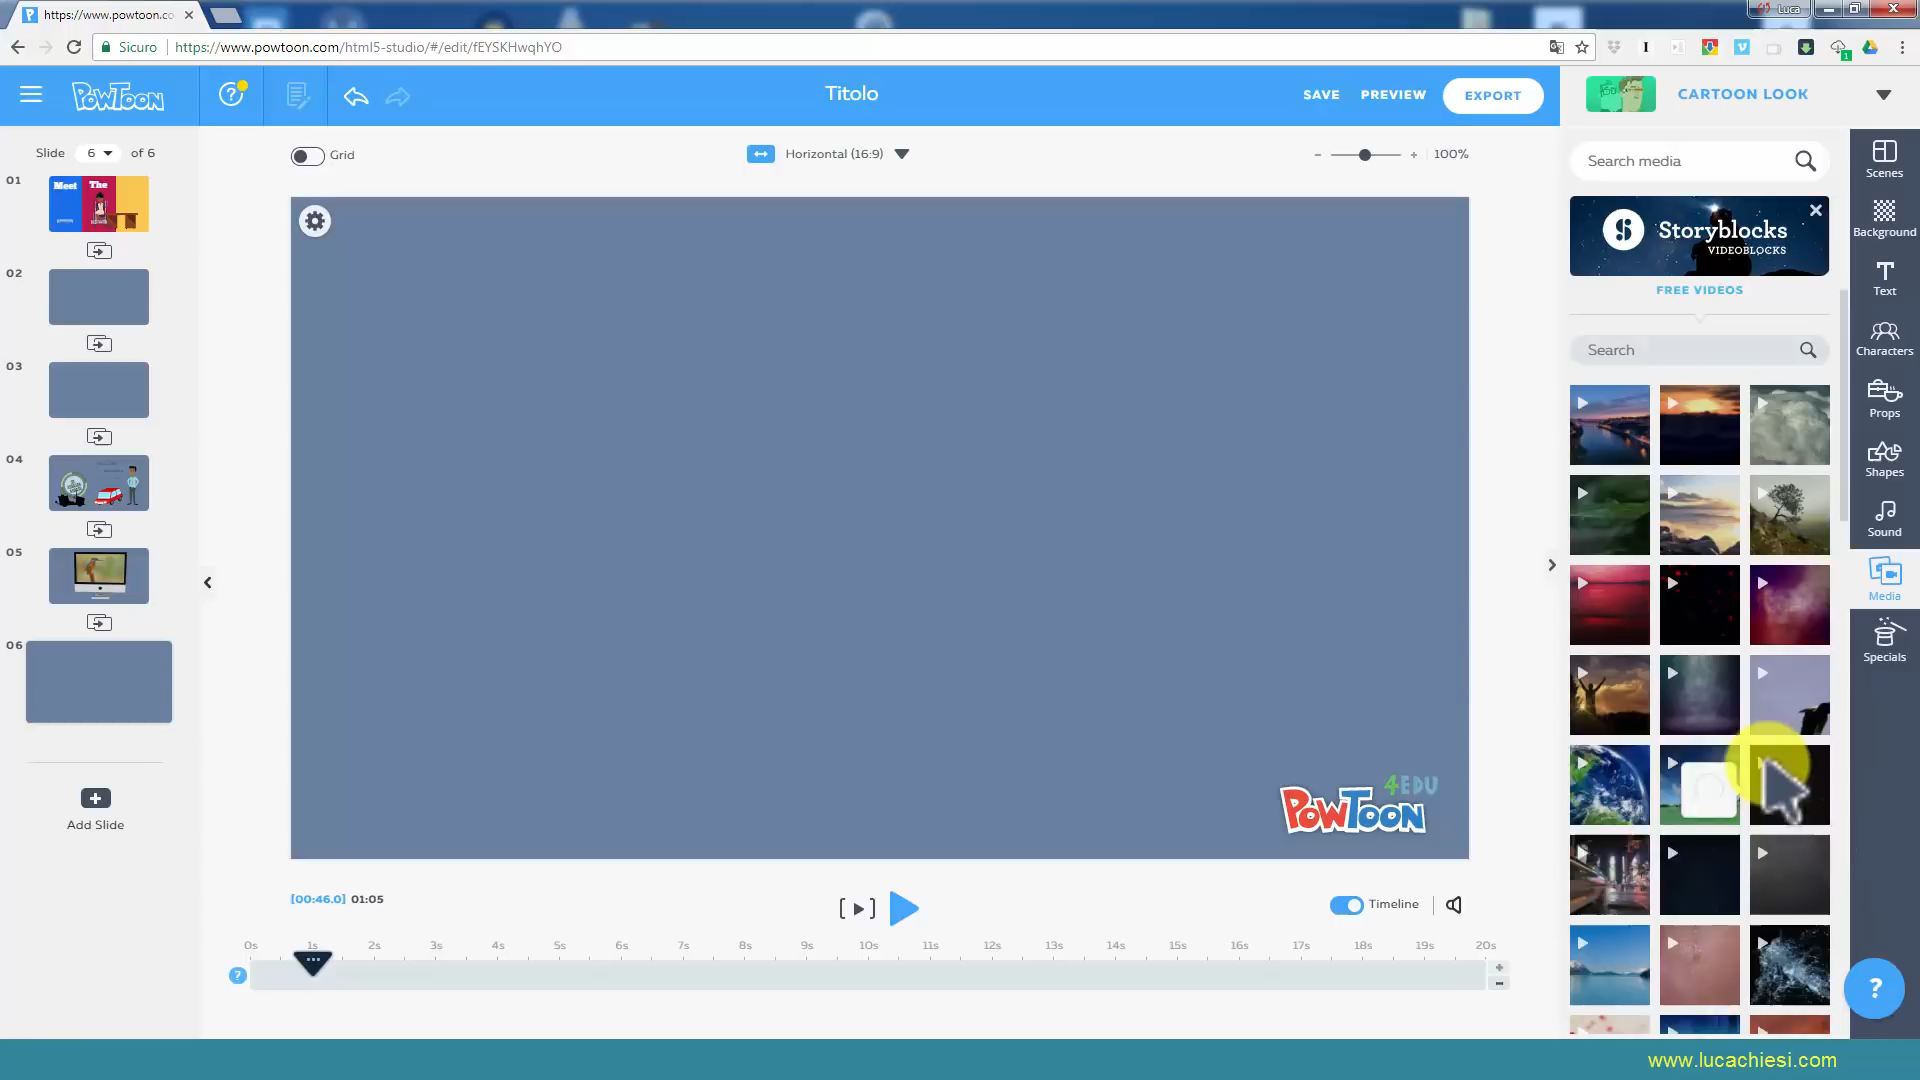 https://www.powtoon.co
Luca
Sicuro
https://www.powtoon.com/html5-studio/#/edit/fEYSKHwqhYO
1
PowToon
Titolo
SAVE
PREVIEW
EXPORT
CARTOON LOOK
Slide 6 of 6
Grid
Horizontal (16:9)
100%
01
Meet The
02
03
04
05
06
Add Slide
4EDU
PowToon
[00:46.0] 01:05
Timeline
0s 1s 2s 3s 4s 5s 6s 7s 8s 9s 10s 11s 12s 13s 14s 15s 16s 17s 18s 19s 20s
Search media
Storyblocks
VIDEOBLOCKS
FREE VIDEOS
Search
Scenes
Background
Text
Characters
Props
Shapes
Sound
Media
Specials
www.lucachiesi.com